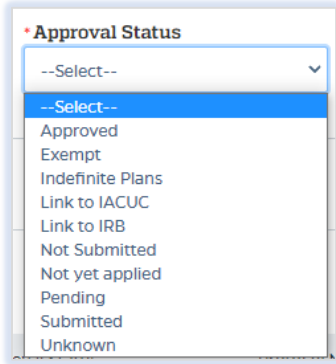 * Approval Status
--Select--
--Select--
Approved
Exempt
Indefinite Plans
Link to IACUC
Link to IRB
Not Submitted
Not yet applied
Pending
Submitted
Unknown